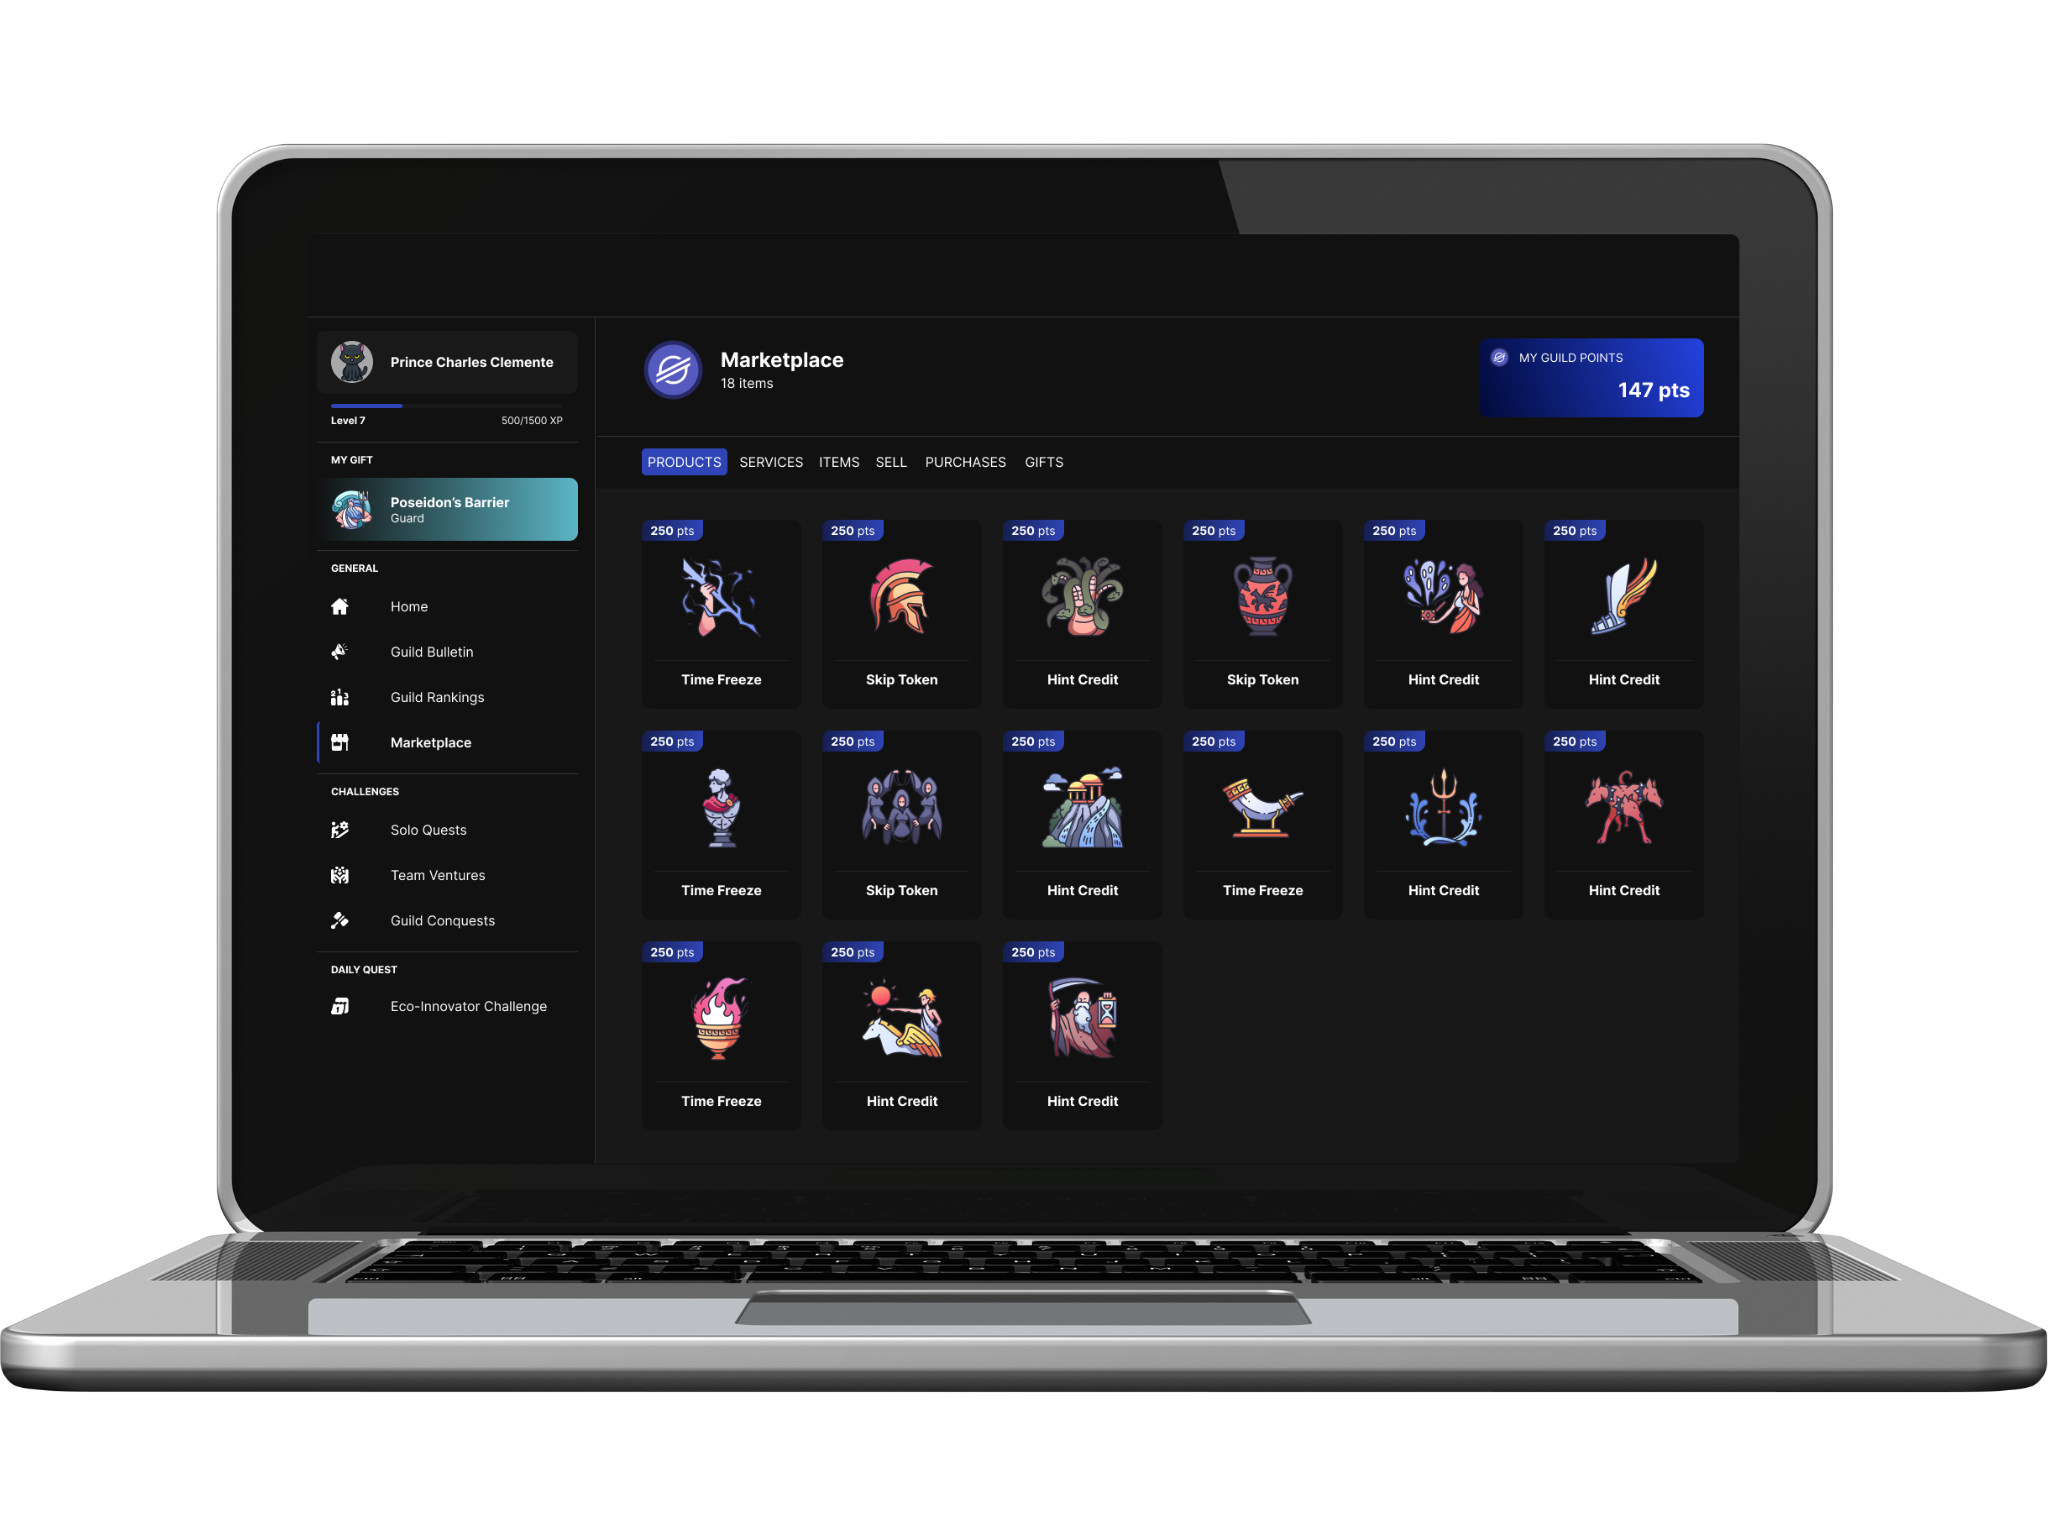 Prince Charles Clemente
Level 7
500/1500 XP
MY GIFT
Poseidon's Barrier
Guard
GENERAL
Home
Guild Bulletin
Guild Rankings
Marketplace
CHALLENGES
Solo Quests
Team Ventures
Guild Conquests
DAILY QUEST
Eco-Innovator Challenge
Marketplace
18 items
MY GUILD POINTS
147 pts
PRODUCTS SERVICES ITEMS SELL PURCHASES GIFTS
250 pts 250 pts 250 pts 250 pts 250 pts 250 pts
Time Freeze Skip Token Hint Credit Skip Token Hint Credit Hint Credit
250 pts 250 pts 250 pts 250 pts 250 pts 250 pts
Time Freeze Skip Token Hint Credit Time Freeze Hint Credit Hint Credit
250 pts 250 pts 250 pts
Time Freeze Hint Credit Hint Credit